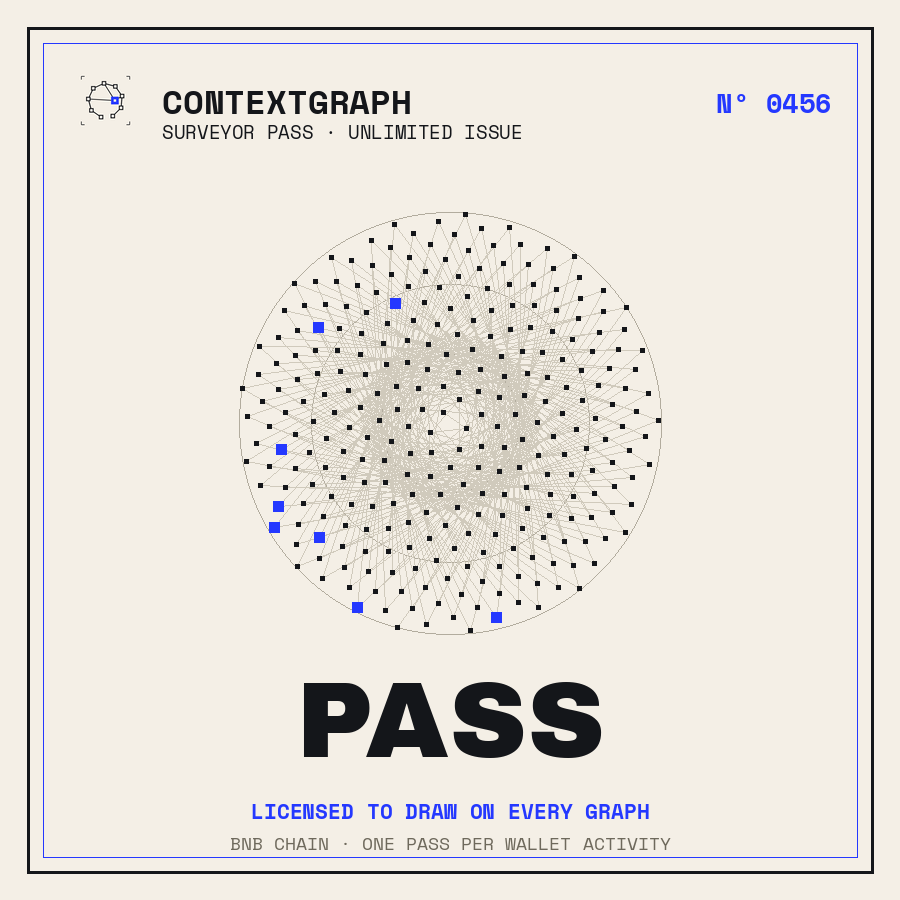 CONTEXTGRAPH
N° 0456
SURVEYOR PASS · UNLIMITED ISSUE
PASS
LICENSED TO DRAW ON EVERY GRAPH
BNB CHAIN · ONE PASS PER WALLET ACTIVITY